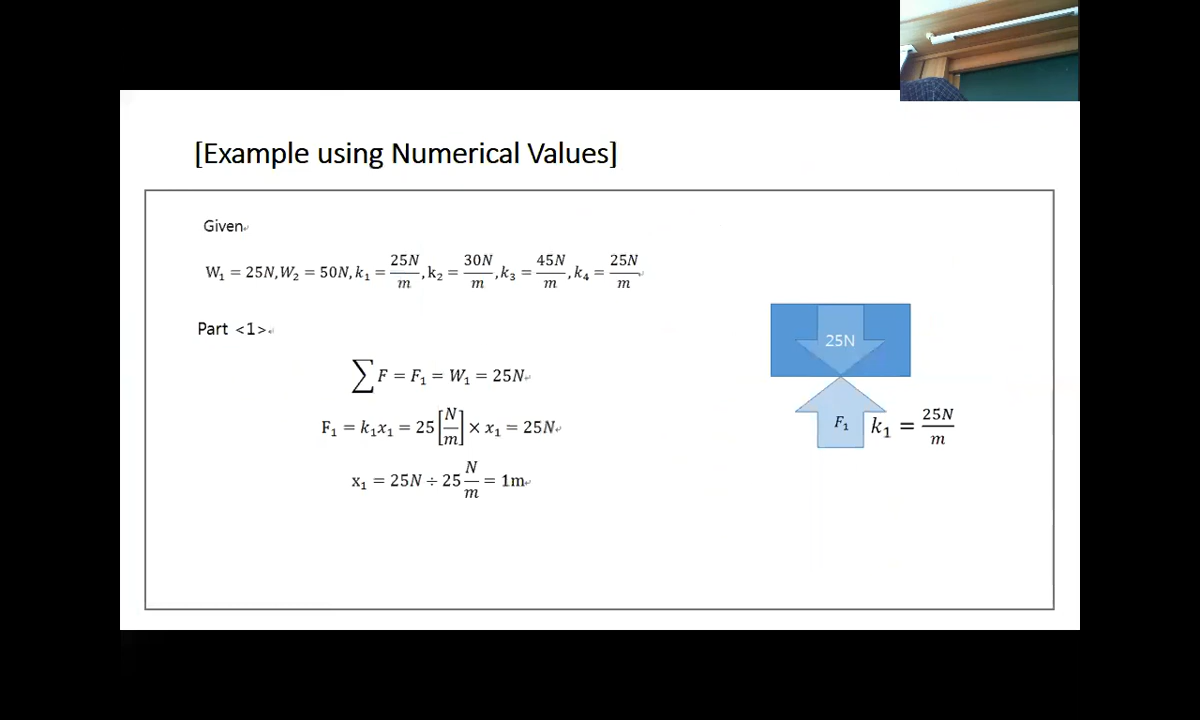 [Example using Numerical Values]
Given
W₁ = 25N, W₂ = 50N, k₁ = 25N/m, k₂ = 30N/m, k₃ = 45N/m, k₄ = 25N/m
Part <1>
∑F = F₁ = W₁ = 25N
F₁ = k₁x₁ = 25[N/m] × x₁ = 25N
x₁ = 25N ÷ 25 N/m = 1m
25N
F₁ k₁ = 25N/m